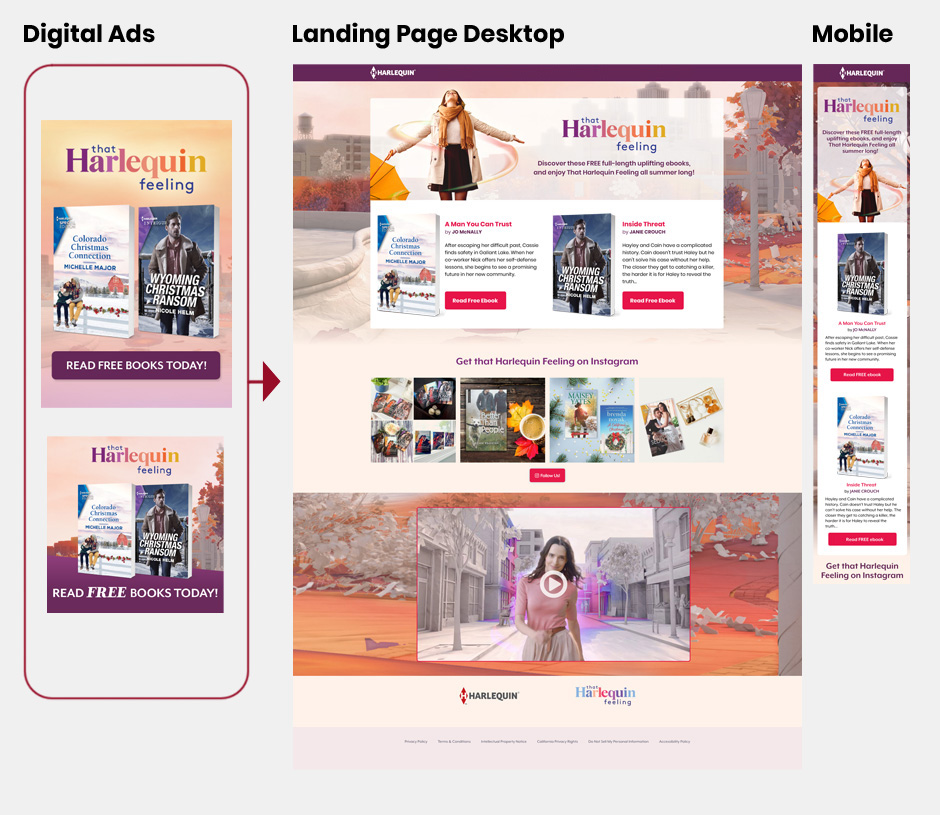 Digital Ads
Landing Page Desktop
Mobile
that
Harlequin
feeling
Colorado
Christmas
Connection
MICHELLE MAJOR
INTRIGUE
WYOMING
CHRISTMAS
RANSOM
NICOLE HELM
READ FREE BOOKS TODAY!
that
Harlequin
feeling
Colorado
Christmas
Connection
MICHELLE MAJOR
WYOMING
CHRISTMAS
RANSOM
NICOLE HELM
READ FREE BOOKS TODAY!
HARLEQUIN
that
Harlequin
feeling
Discover these FREE full-length uplifting ebooks,
and enjoy That Harlequin Feeling all summer long!
Colorado
Christmas
Connection
MICHELLE MAJOR
A Man You Can Trust
by JO McNALLY
After escaping her difficult past, Cassie
finds safety in Gallant Lake. When her
co-worker Nick offers her self-defense
lessons, she begins to see a promising
future in her new community.
Read Free Ebook
INTRIGUE
WYOMING
CHRISTMAS
RANSOM
NICOLE HELM
Inside Threat
by JANIE CROUCH
Hayley and Cain have a complicated
history. Cain doesn't trust Haley but he
can't solve his case without her help.
The closer they get to catching a killer,
the harder it is for Haley to reveal the
truth...
Read Free Ebook
Get that Harlequin Feeling on Instagram
Better
than
People
MAISEY
YATES
brenda
novak
Follow Us!
HARLEQUIN
that
Harlequin
feeling
Privacy Policy
Terms & Conditions
Intellectual Property Notice
California Privacy Rights
Do Not Sell My Personal Information
Accessibility Policy
HARLEQUIN
that
Harlequin
feeling
Discover these FREE full-length
uplifting ebooks, and enjoy
That Harlequin Feeling all
summer long!
WYOMING
CHRISTMAS
RANSOM
NICOLE HELM
A Man You Can Trust
by JO McNALLY
After escaping her difficult past, Cassie
finds safety in Gallant Lake. When her
co-worker Nick offers her self-defense
lessons, she begins to see a promising
future in her new community.
Read FREE ebook
Colorado
Christmas
Connection
MICHELLE MAJOR
Inside Threat
by JANIE CROUCH
Hayley and Cain have a complicated
history. Cain doesn't trust Haley but he
can't solve his case without her help. The
closer they get to catching a killer, the
harder it is for Haley to reveal the
truth...
Read FREE ebook
Get that Harlequin
Feeling on Instagram